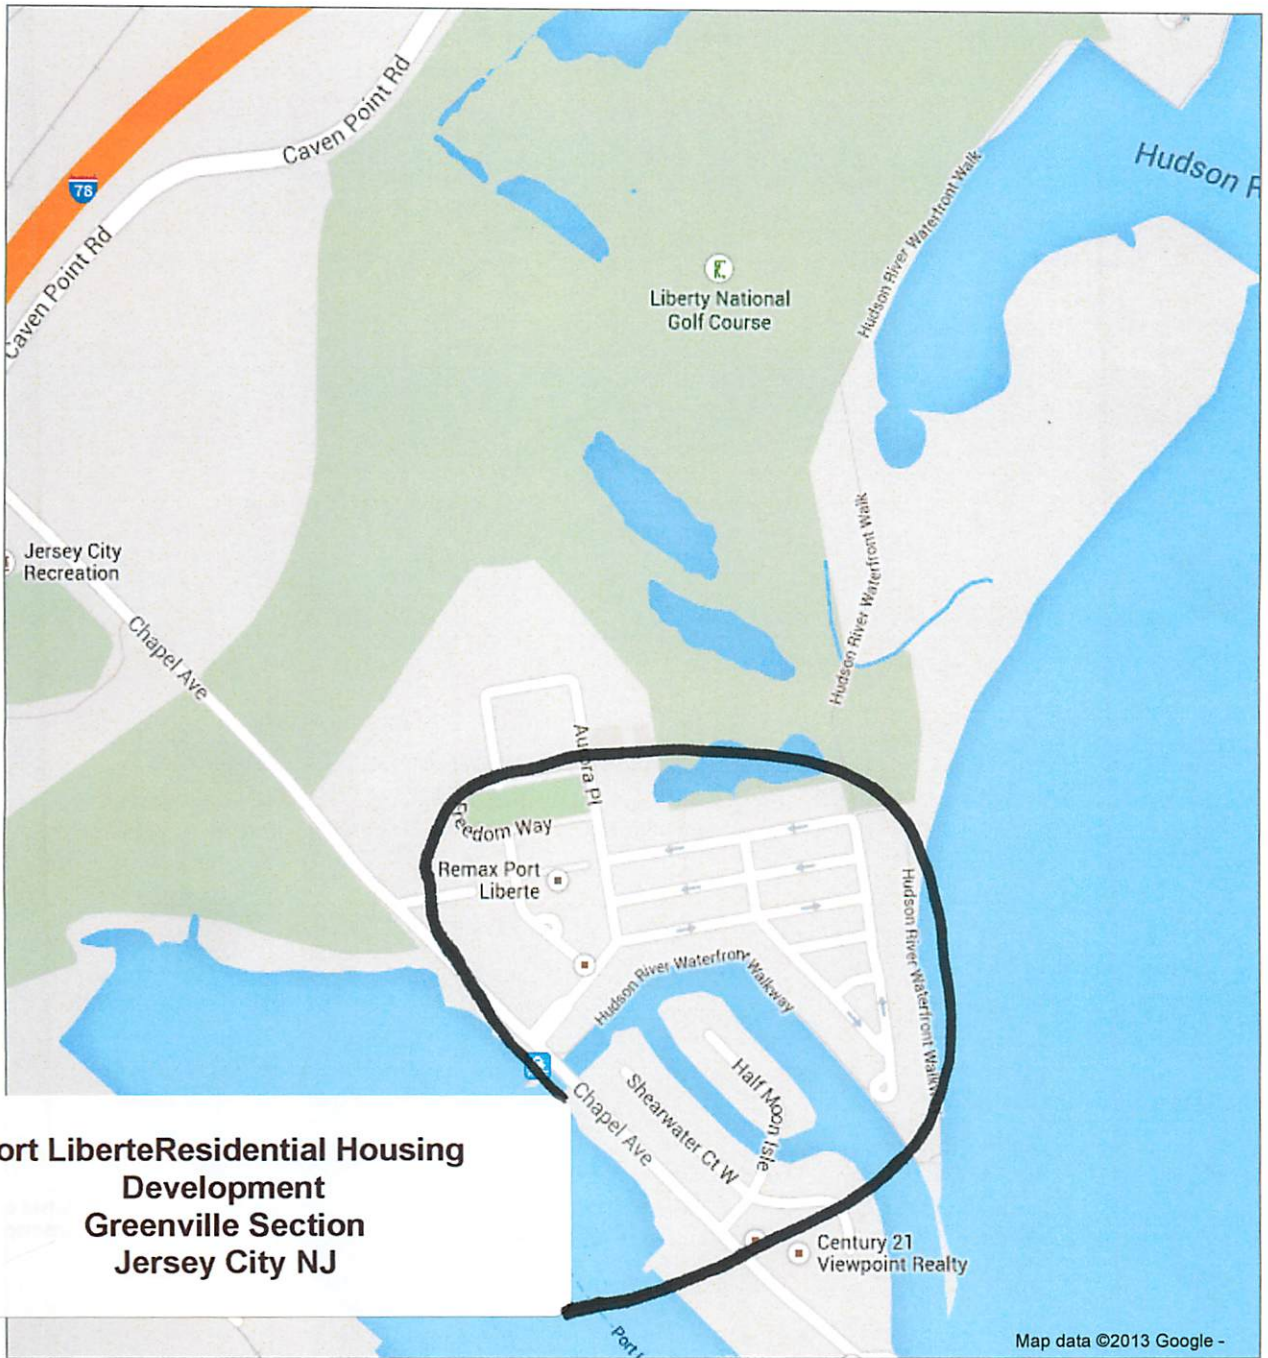 Caven Point Rd
78
Caven Point Rd
Hudson R
Hudson River Waterfront Walk
Liberty National
Golf Course
Jersey City
Recreation
Hudson River Waterfront Walk
Chapel Ave
Aurora Pl
Freedom Way
Remax Port
Liberte
Hudson River Waterfront Walkway
Hudson River Waterfront Walkw
Half Moon Isle
Shearwater Ct W
Chapel Ave
ort LiberteResidential Housing
Development
Greenville Section
Jersey City NJ
Century 21
Viewpoint Realty
Port
Map data ©2013 Google -